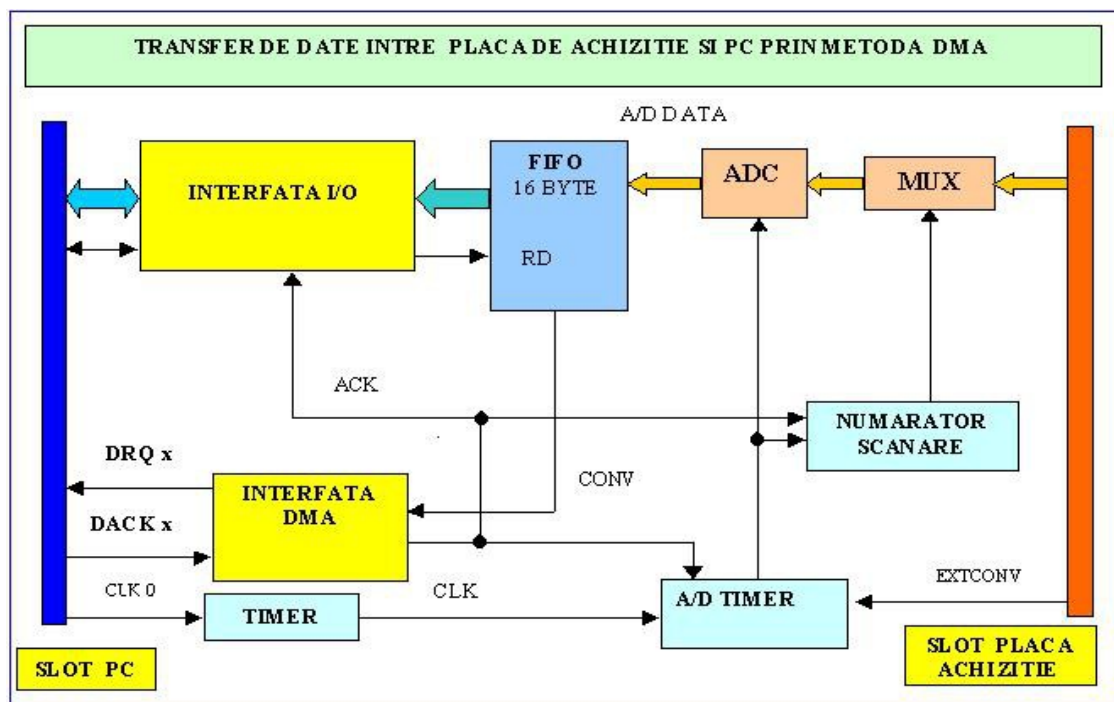 TRANSFER DE DATE INTRE PLACA DE ACHIZITIE SI PC PRIN METODA DMA
A/D DATA
INTERFATA I/O
FIFO
16 BYTE
RD
ADC
MUX
ACK
NUMARATOR
SCANARE
DRQ x
INTERFATA
DMA
CONV
DACK x
CLK 0
TIMER
CLK
A/D TIMER
EXTCONV
SLOT PC
SLOT PLACA
ACHIZITIE